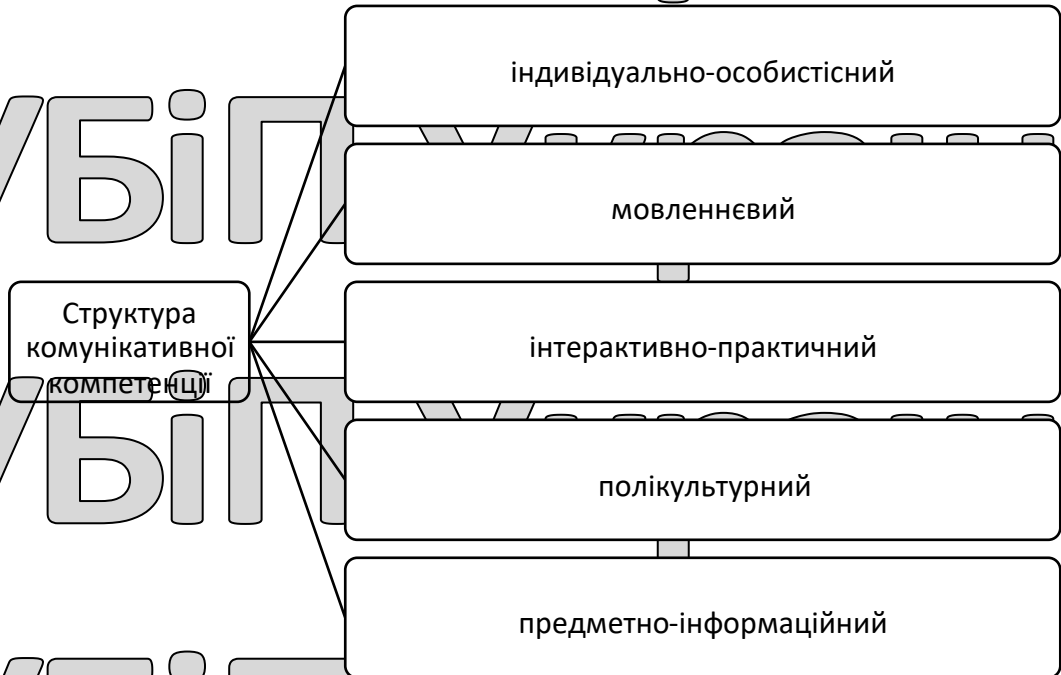 індивідуально-особистісний
мовленнєвий
Структура
комунікативної
компетенції
інтерактивно-практичний
полікультурний
предметно-інформаційний